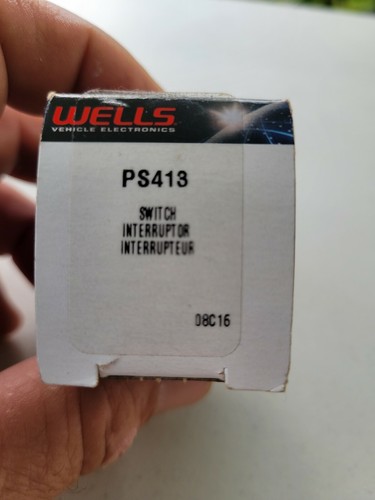 WELLS
VEHICLE ELECTRONICS
PS413
SWITCH
INTERRUPTOR
INTERRUPTEUR
08C16